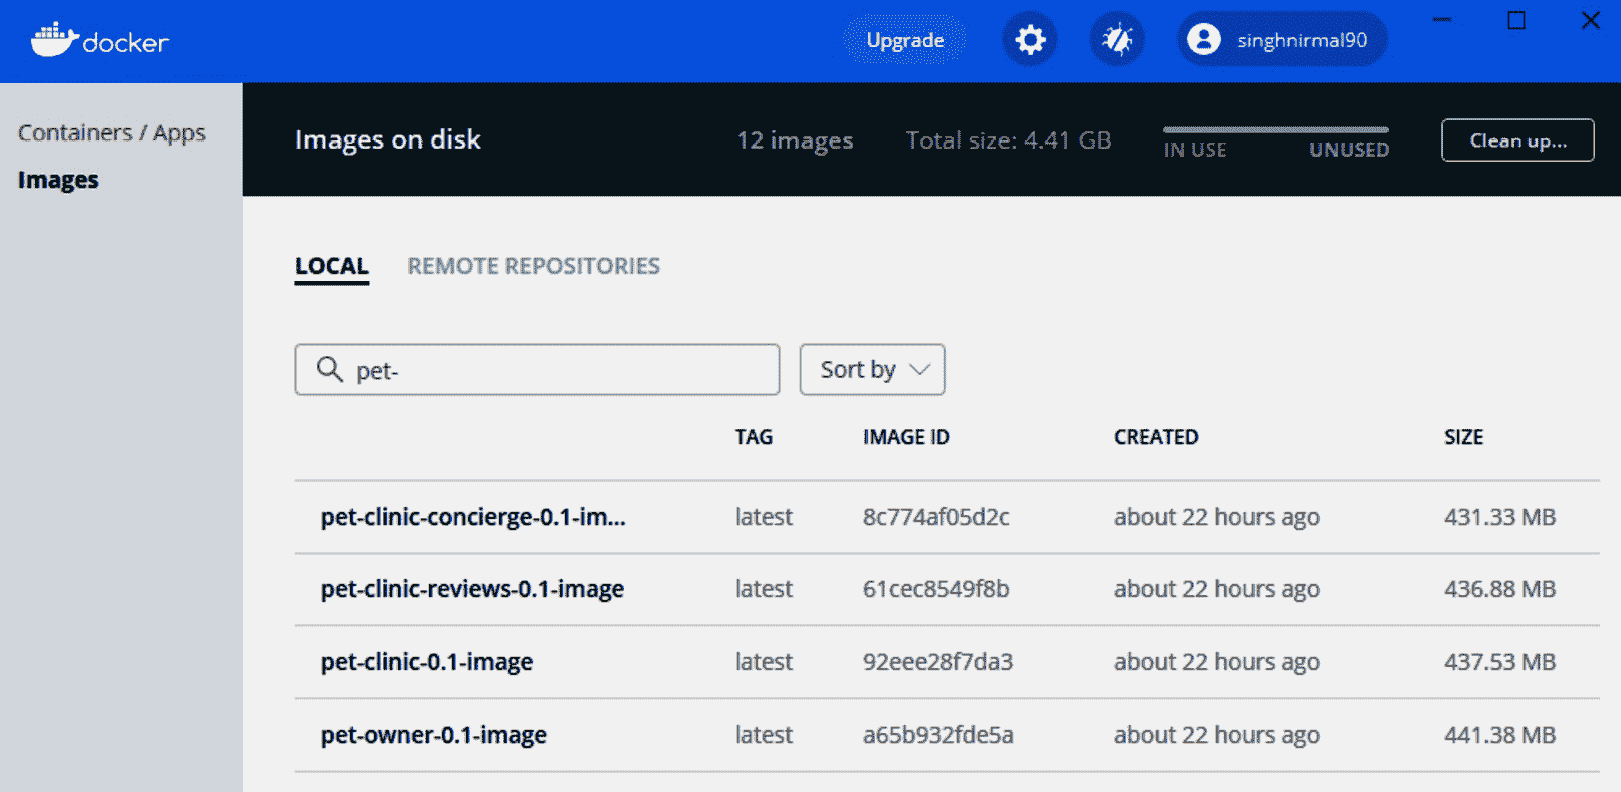 docker
Upgrade
singhnirmal90
Containers / Apps
Images
Images on disk
12 images
Total size: 4.41 GB
IN USE
UNUSED
Clean up...
LOCAL
REMOTE REPOSITORIES
pet-
Sort by
TAG IMAGE ID CREATED SIZE
pet-clinic-concierge-0.1-im... latest 8c774af05d2c about 22 hours ago 431.33 MB
pet-clinic-reviews-0.1-image latest 61cec8549f8b about 22 hours ago 436.88 MB
pet-clinic-0.1-image latest 92eee28f7da3 about 22 hours ago 437.53 MB
pet-owner-0.1-image latest a65b932fde5a about 22 hours ago 441.38 MB